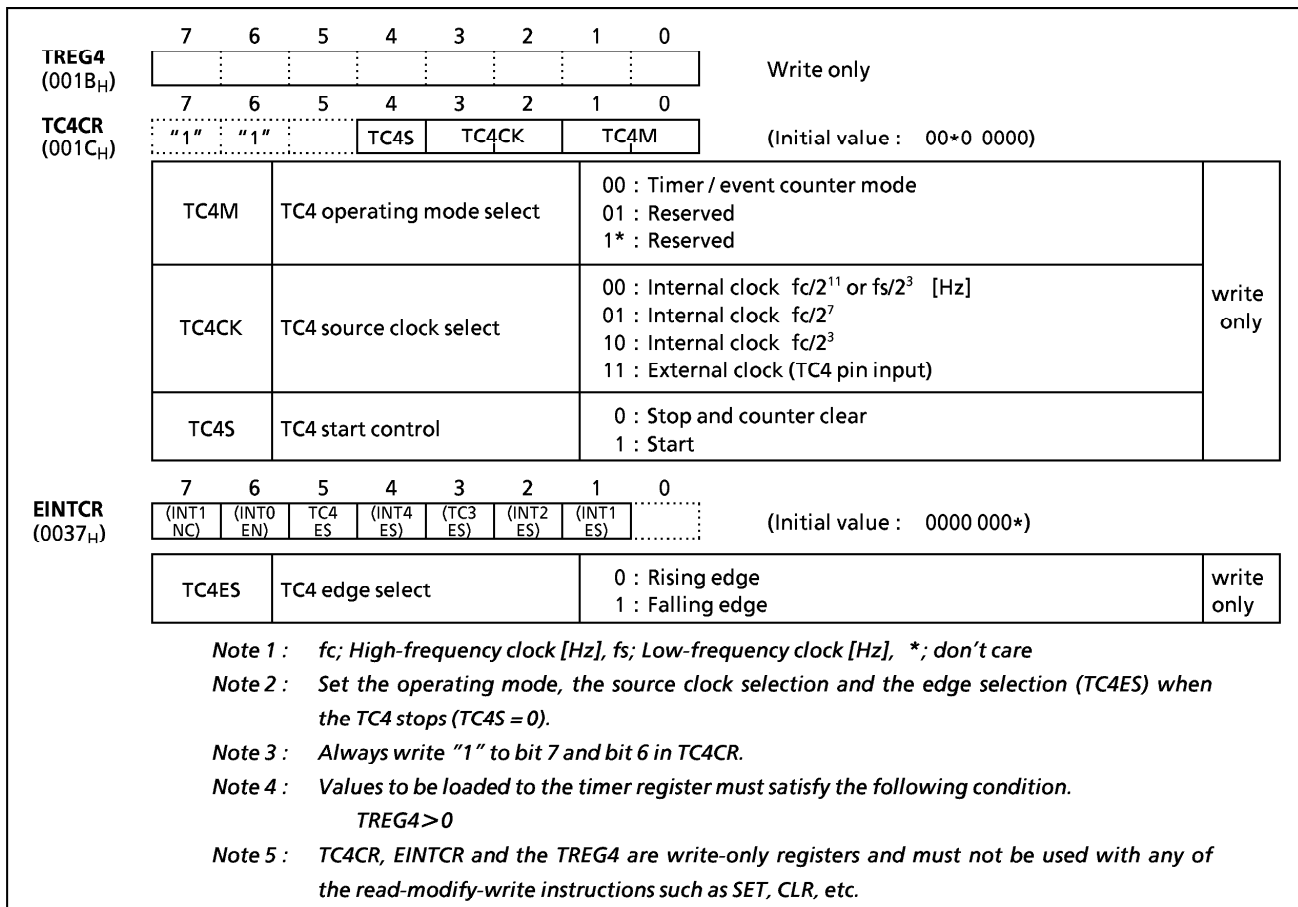 7 6 5 4 3 2 1 0
TREG4
(001BH)
Write only
7 6 5 4 3 2 1 0
TC4CR
(001CH)
"1" "1" TC4S TC4CK TC4M
(Initial value : 00*0 0000)
TC4M TC4 operating mode select
00 : Timer / event counter mode
01 : Reserved
1* : Reserved
TC4CK TC4 source clock select
00 : Internal clock fc/2¹¹ or fs/2³ [Hz]
01 : Internal clock fc/2⁷
10 : Internal clock fc/2³
11 : External clock (TC4 pin input)
TC4S TC4 start control
0 : Stop and counter clear
1 : Start
write
only
7 6 5 4 3 2 1 0
EINTCR
(0037H)
(INT1 NC) (INT0 EN) TC4 ES (INT4 ES) (TC3 ES) (INT2 ES) (INT1 ES)
(Initial value : 0000 000*)
TC4ES TC4 edge select
0 : Rising edge
1 : Falling edge
write
only
Note 1 : fc; High-frequency clock [Hz], fs; Low-frequency clock [Hz], *; don't care
Note 2 : Set the operating mode, the source clock selection and the edge selection (TC4ES) when
the TC4 stops (TC4S = 0).
Note 3 : Always write "1" to bit 7 and bit 6 in TC4CR.
Note 4 : Values to be loaded to the timer register must satisfy the following condition.
TREG4>0
Note 5 : TC4CR, EINTCR and the TREG4 are write-only registers and must not be used with any of
the read-modify-write instructions such as SET, CLR, etc.